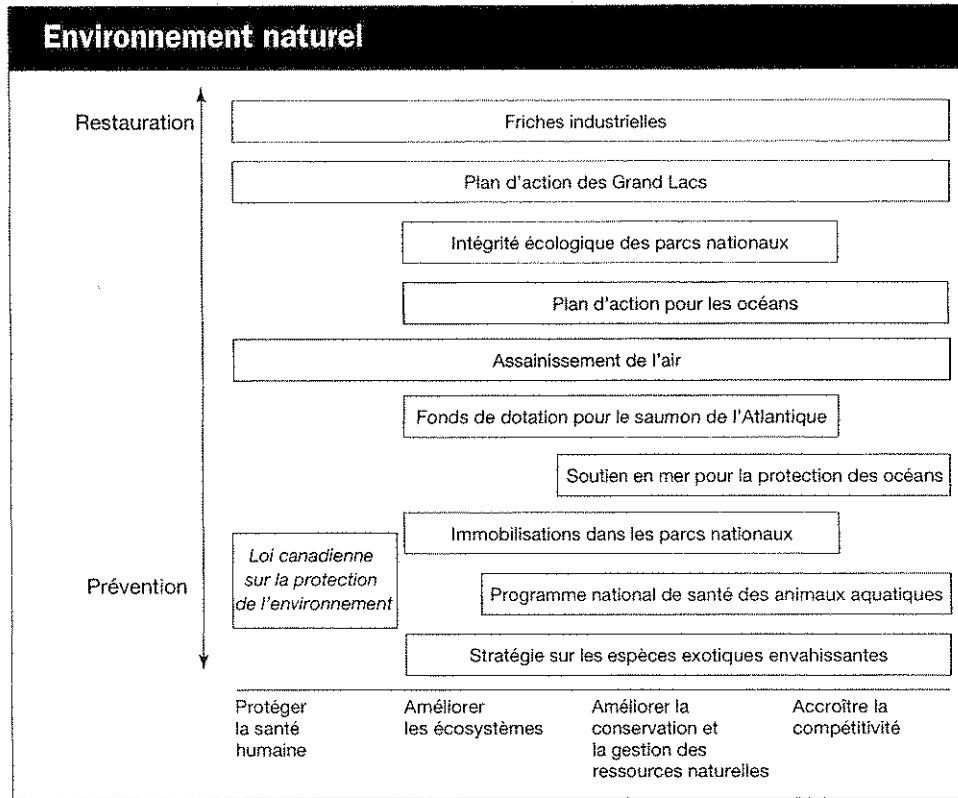 Environnement naturel
Restauration
Friches industrielles
Plan d'action des Grand Lacs
Intégrité écologique des parcs nationaux
Plan d'action pour les océans
Assainissement de l'air
Fonds de dotation pour le saumon de l'Atlantique
Soutien en mer pour la protection des océans
Immobilisations dans les parcs nationaux
Loi canadienne
sur la protection
de l'environnement
Prévention
Programme national de santé des animaux aquatiques
Stratégie sur les espèces exotiques envahissantes
Protéger
la santé
humaine
Améliorer
les écosystèmes
Améliorer la
conservation et
la gestion des
ressources naturelles
Accroître la
compétitivité